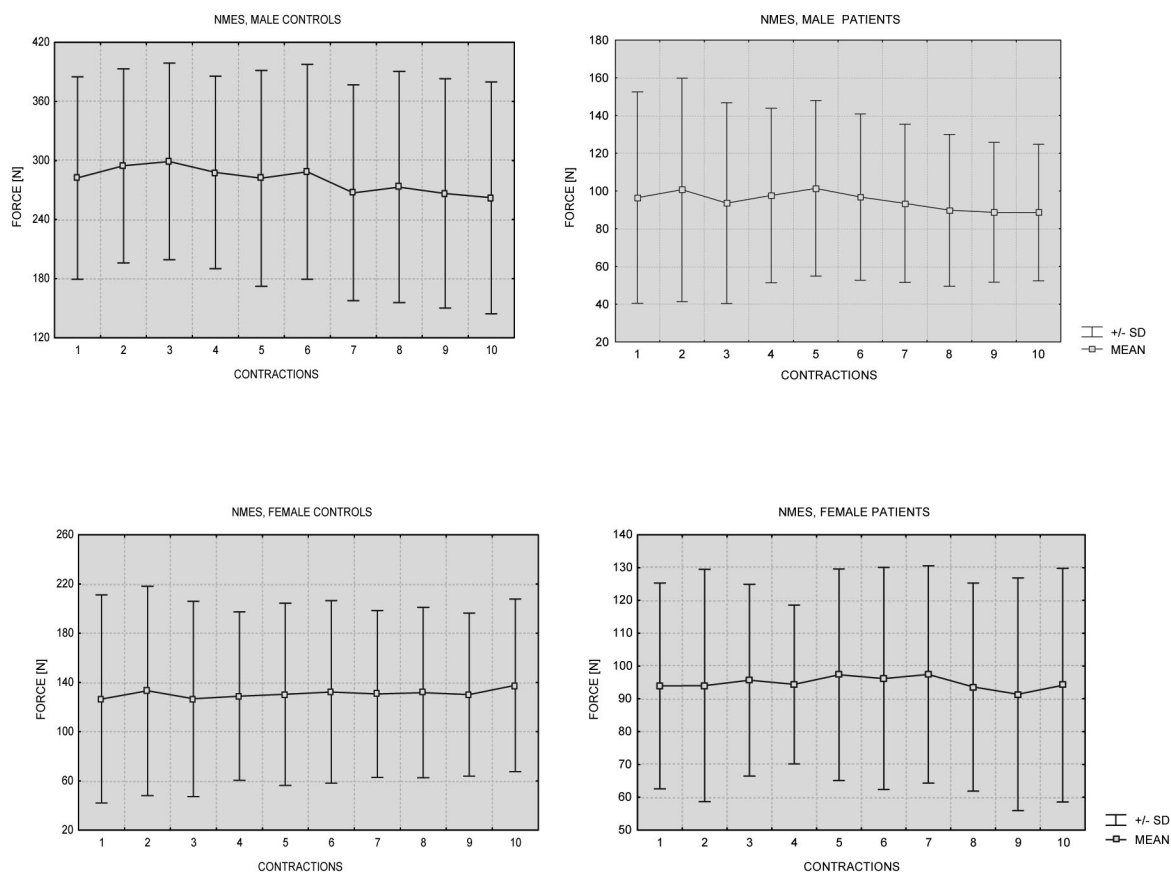 NMES, MALE CONTROLS
FORCE [N]
420
360
300
240
180
120
1 2 3 4 5 6 7 8 9 10
CONTRACTIONS
NMES, MALE PATIENTS
FORCE [N]
180
160
140
120
100
80
60
40
20
1 2 3 4 5 6 7 8 9 10
CONTRACTIONS
+/- SD
MEAN
NMES, FEMALE CONTROLS
FORCE [N]
260
220
180
140
100
60
20
1 2 3 4 5 6 7 8 9 10
CONTRACTIONS
NMES, FEMALE PATIENTS
FORCE [N]
140
130
120
110
100
90
80
70
60
50
1 2 3 4 5 6 7 8 9 10
CONTRACTIONS
+/- SD
MEAN